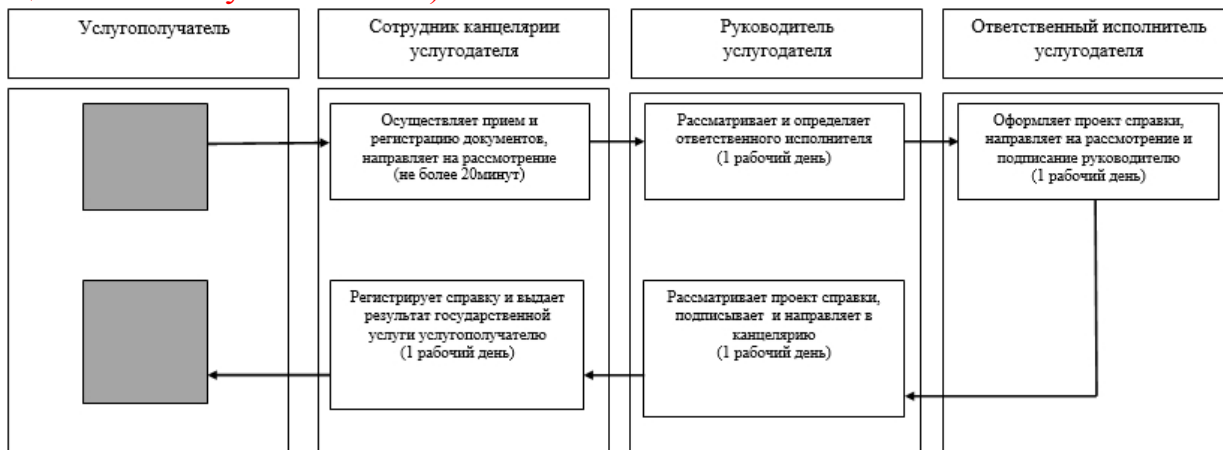 Услугополучатель
Сотрудник канцелярии
услугодателя
Руководитель
услугодателя
Ответственный исполнитель
услугодателя
Осуществляет прием и
регистрацию документов,
направляет на рассмотрение
(не более 20минут)
Рассматривает и определяет
ответственного исполнителя
(1 рабочий день)
Оформляет проект справки,
направляет на рассмотрение и
подписание руководителю
(1 рабочий день)
Регистрирует справку и выдает
результат государственной
услуги услугополучателю
(1 рабочий день)
Рассматривает проект справки,
подписывает и направляет в
канцелярию
(1 рабочий день)